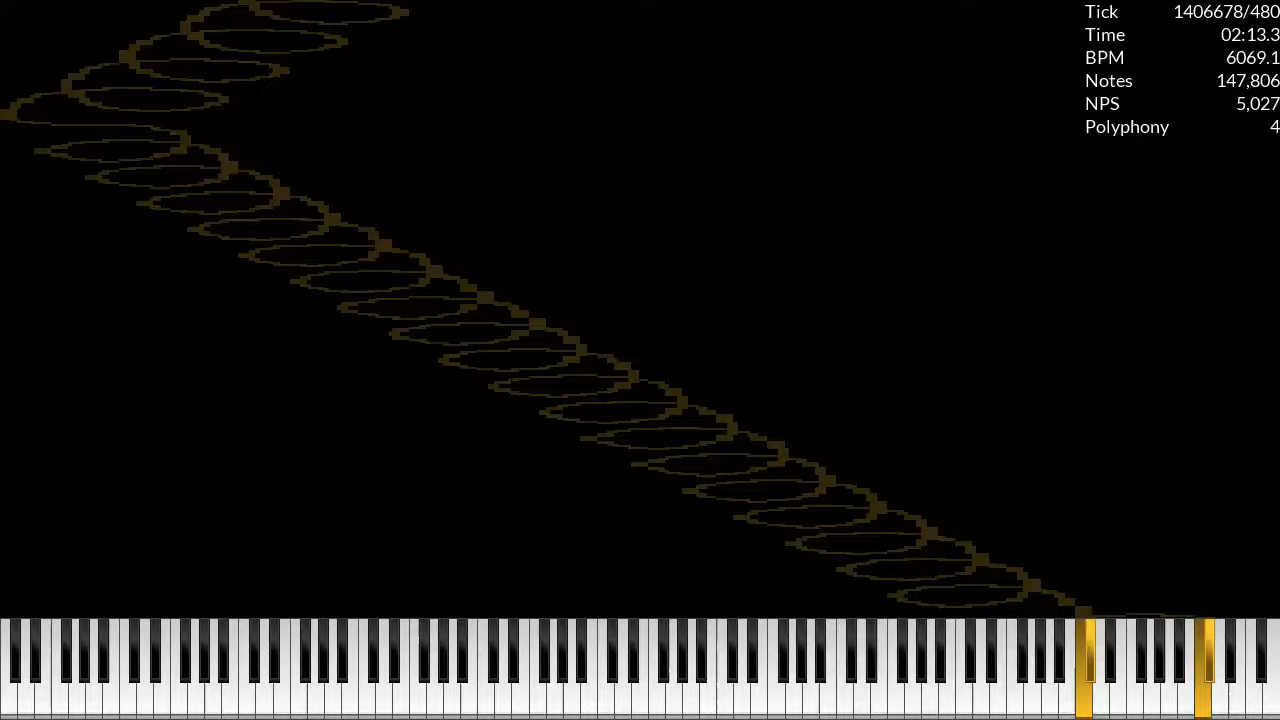 Tick 1406678/480
Time 02:13.3
BPM 6069.1
Notes 147,806
NPS 5,027
Polyphony 4